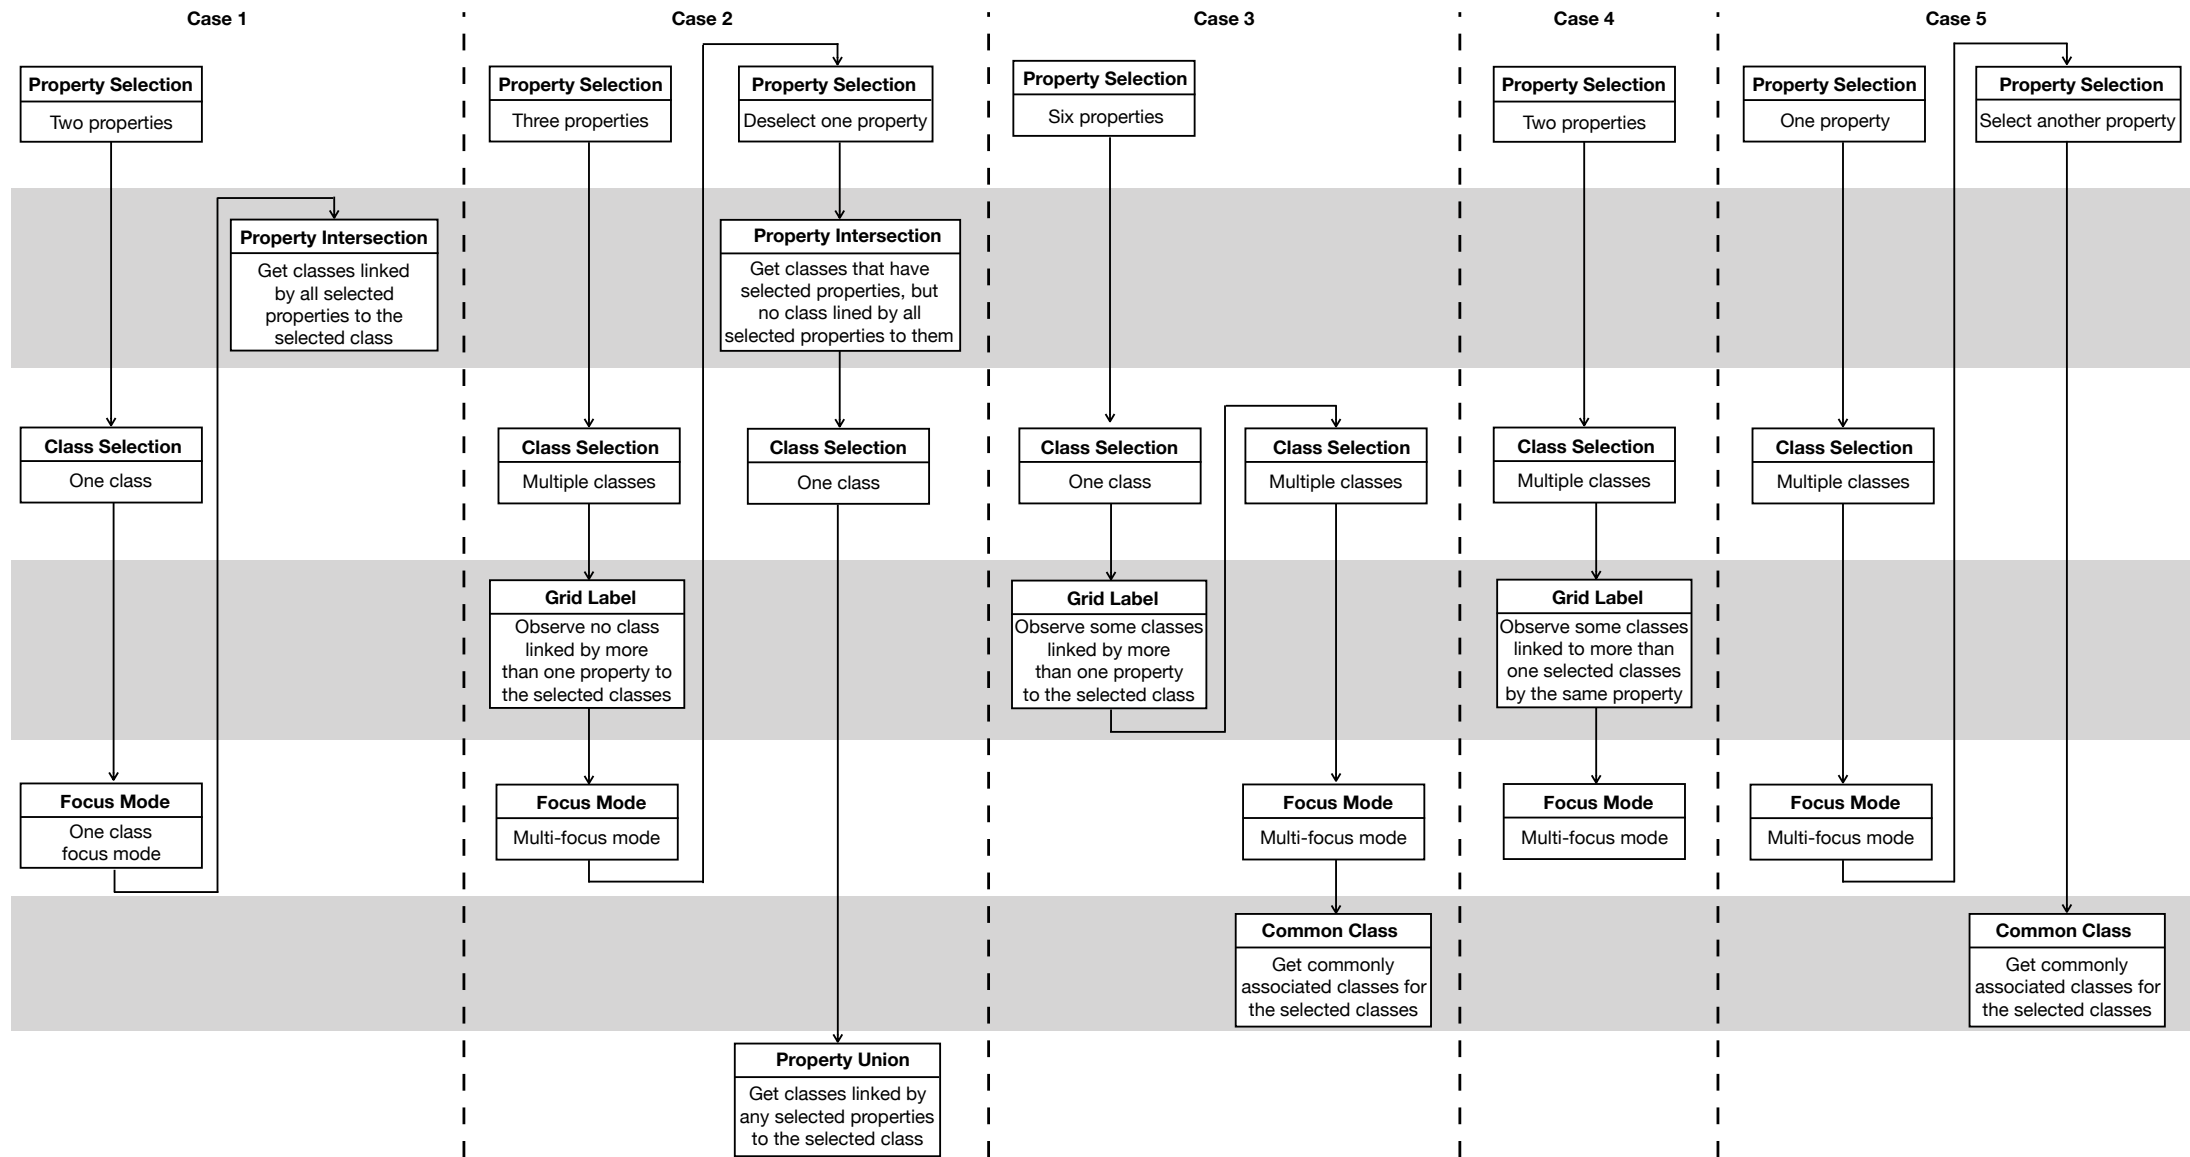 Case 1
Property Selection
Two properties
Property Intersection
Get classes linked
by all selected
properties to the
selected class
Class Selection
One class
Focus Mode
One class
focus mode
Case 2
Property Selection
Three properties
Class Selection
Multiple classes
Grid Label
Observe no class
linked by more
than one property to
the selected classes
Focus Mode
Multi-focus mode
Property Selection
Deselect one property
Property Intersection
Get classes that have
selected properties, but
no class lined by all
selected properties to them
Class Selection
One class
Property Union
Get classes linked by
any selected properties
to the selected class
Case 3
Property Selection
Six properties
Class Selection
One class
Grid Label
Observe some classes
linked by more
than one property
to the selected class
Class Selection
Multiple classes
Focus Mode
Multi-focus mode
Common Class
Get commonly
associated classes for
the selected classes
Case 4
Property Selection
Two properties
Class Selection
Multiple classes
Grid Label
Observe some classes
linked to more than
one selected classes
by the same property
Focus Mode
Multi-focus mode
Case 5
Property Selection
One property
Class Selection
Multiple classes
Focus Mode
Multi-focus mode
Property Selection
Select another property
Common Class
Get commonly
associated classes for
the selected classes